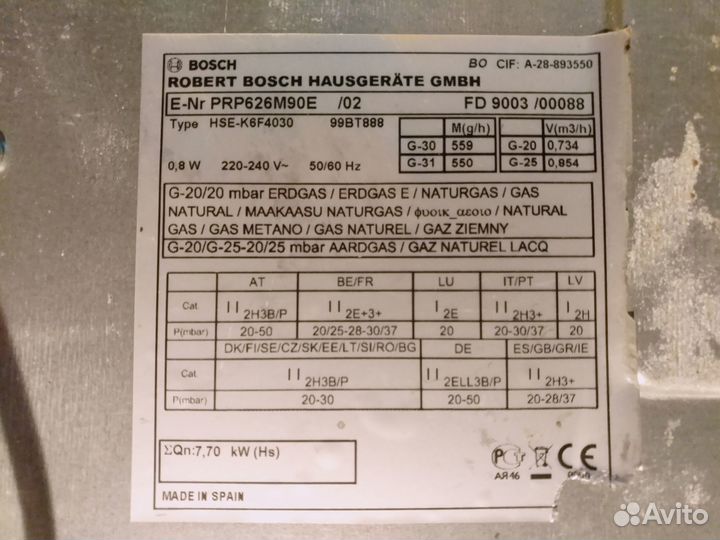 BOSCH
BO CIF: A-28-893550
ROBERT BOSCH HAUSGERÄTE GMBH
E-Nr PRP626M90E /02 FD 9003 /00088
Type HSE-K6F4030 99BT888
M(g/h) V(m3/h)
G-30 559 G-20 0,734
G-31 550 G-25 0,854
0,8 W 220-240 V~ 50/60 Hz
G-20/20 mbar ERDGAS / ERDGAS E / NATURGAS / GAS
NATURAL / MAAKAASU NATURGAS / φυοικ_αεοιο / NATURAL
GAS / GAS METANO / GAS NATUREL / GAZ ZIEMNY
G-20/G-25-20/25 mbar AARDGAS / GAZ NATUREL LACQ
AT BE/FR LU IT/PT LV
Cat II 2H3B/P II 2E+3+ I 2E II 2H3+ I 2H
P(mbar) 20-50 20/25-28-30/37 20 20-30/37 20
DK/FI/SE/CZ/SK/EE/LT/SI/RO/BG DE ES/GB/GR/IE
Cat II 2H3B/P II 2ELL3B/P II 2H3+
P(mbar) 20-30 20-50 20-28/37
ΣQn:7,70 kW (Hs)
АЯ46
MADE IN SPAIN
Avito